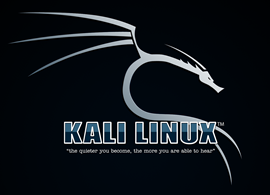 KALI LINUX™
"the quieter you become, the more you are able to hear"